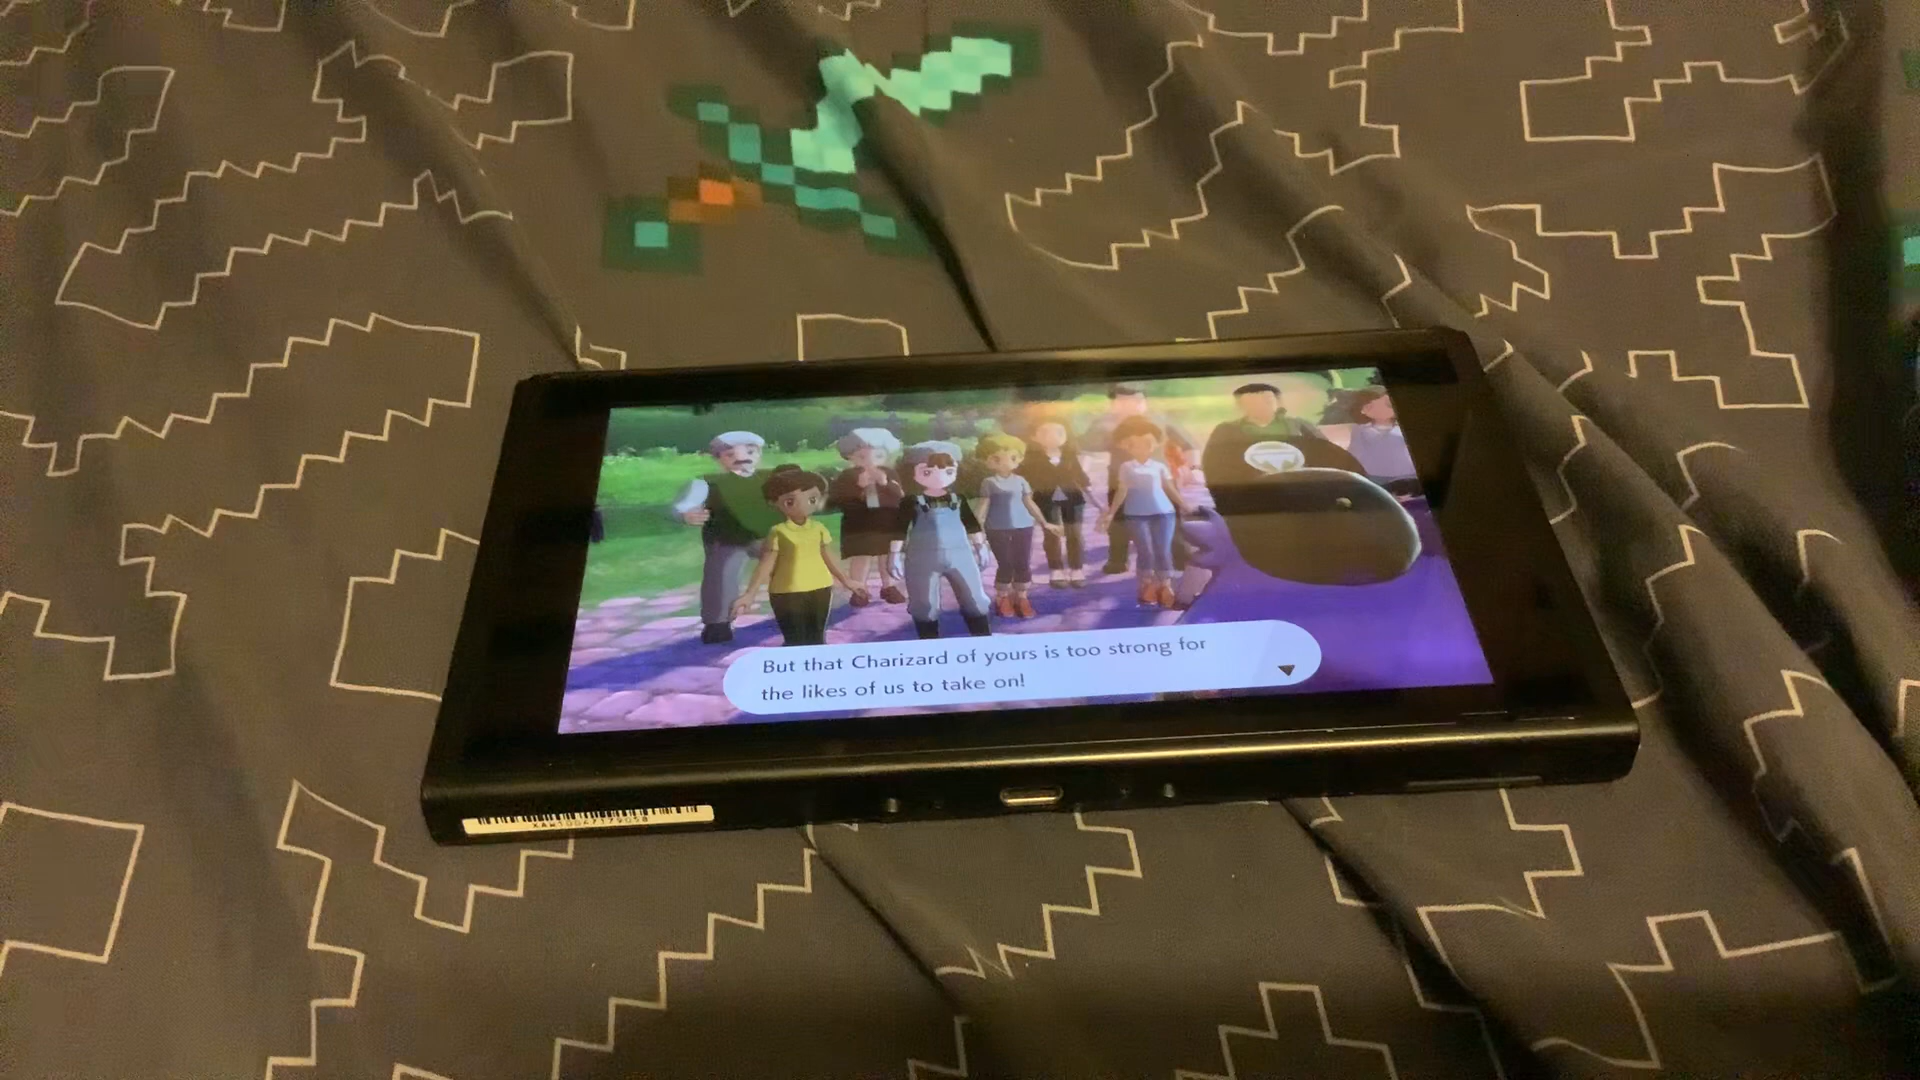 But that Charizard of yours is too strong for
the likes of us to take on!